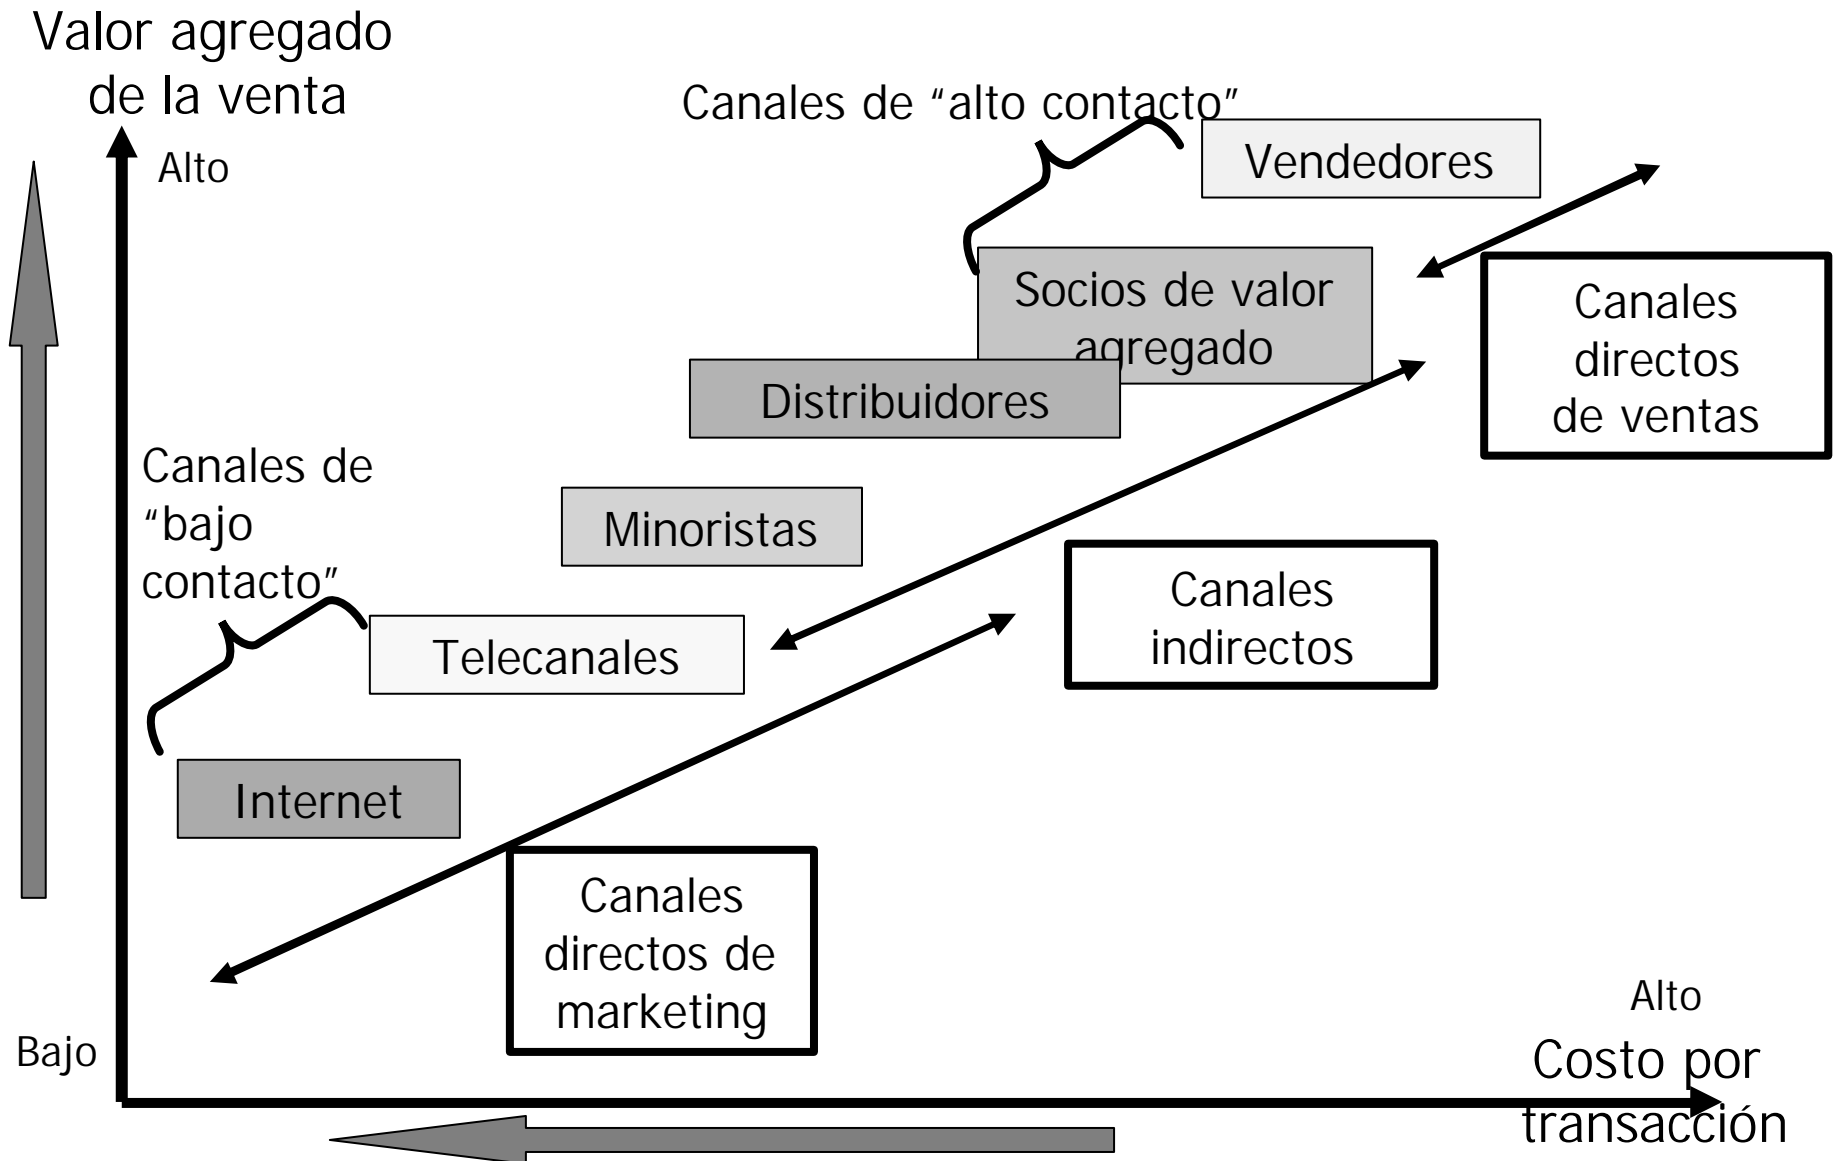 Valor agregado
de la venta
Canales de “alto contacto”
Alto
Vendedores
Socios de valor
agregado
Canales
directos
de ventas
Distribuidores
Canales de
“bajo
contacto”
Minoristas
Canales
indirectos
Telecanales
Internet
Canales
directos de
marketing
Alto
Bajo
Costo por
transacción